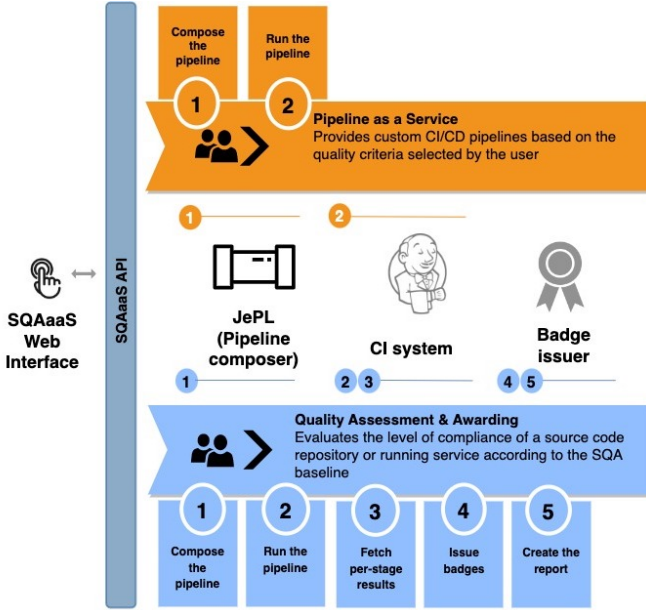 Compose
the
pipeline
Run the
pipeline
1
2
Pipeline as a Service
Provides custom CI/CD pipelines based on the
quality criteria selected by the user
1
2
SQAaaS
Web
Interface
SQAaaS API
JePL
(Pipeline
composer)
CI system
Badge
issuer
1
2
3
4
5
Quality Assessment & Awarding
Evaluates the level of compliance of a source code
repository or running service according to the SQA
baseline
1
2
3
4
5
Compose
the
pipeline
Run the
pipeline
Fetch
per-stage
results
Issue
badges
Create the
report